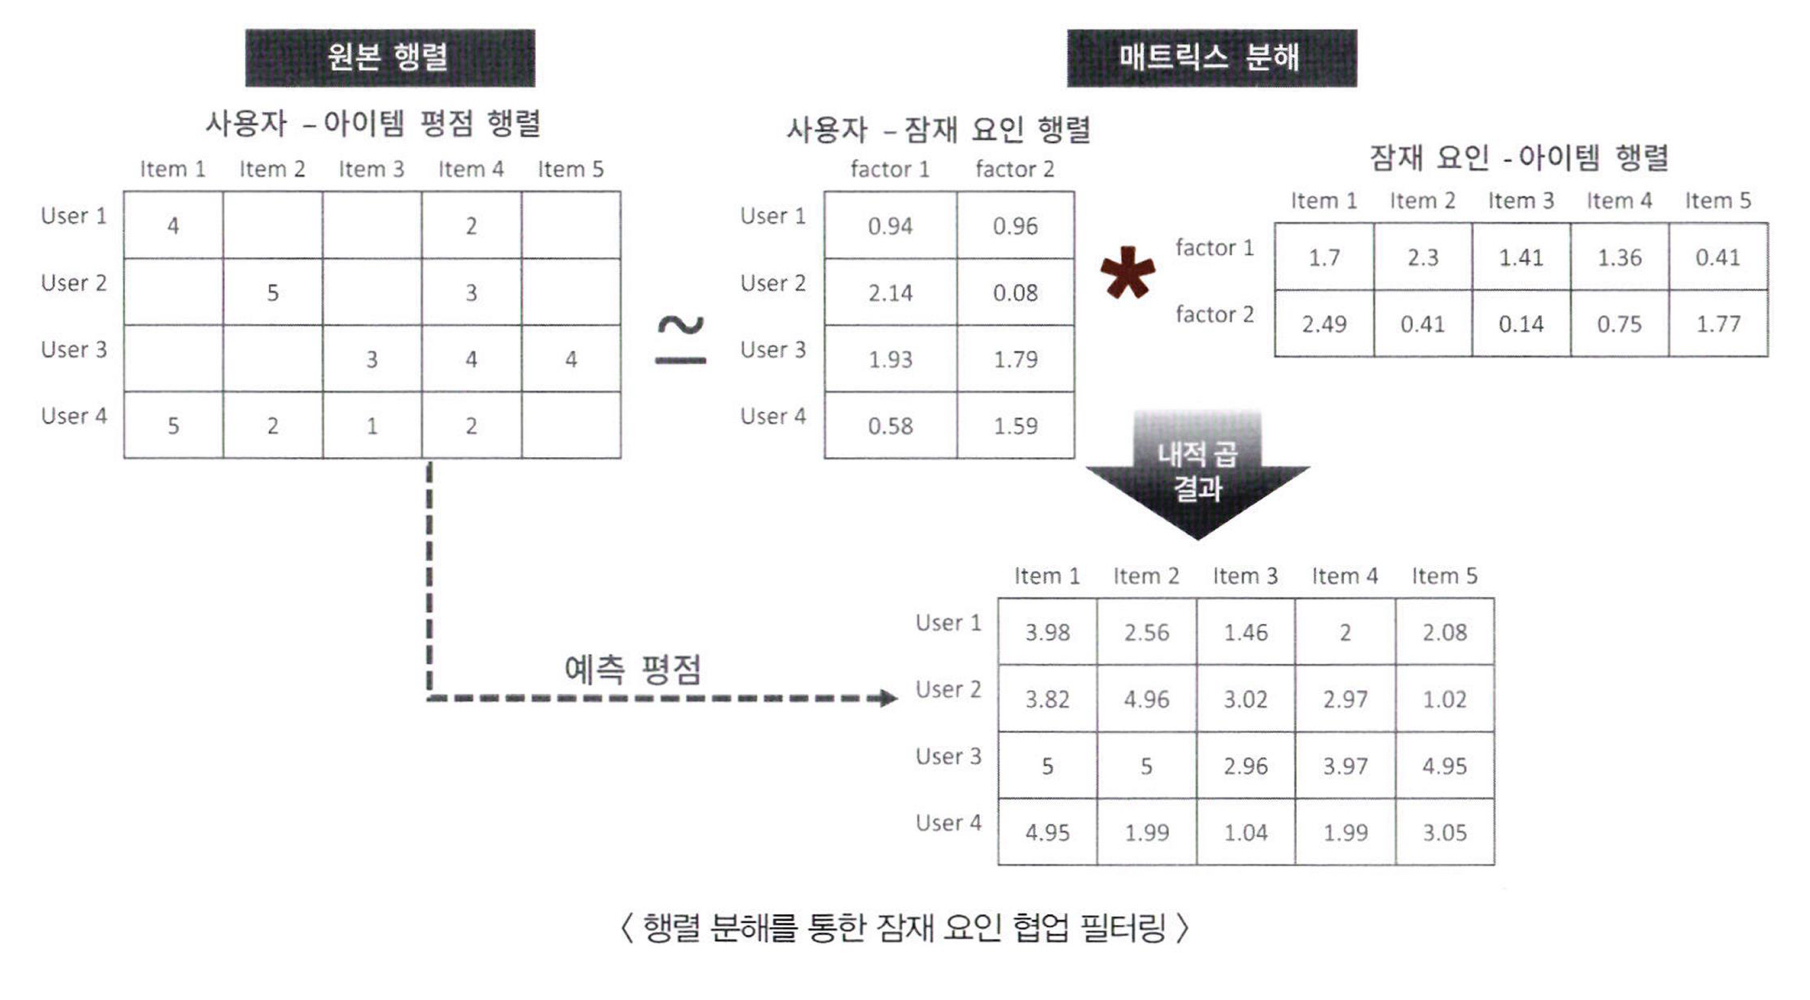 원본 행렬
매트릭스 분해
사용자 – 아이템 평점 행렬
Item 1 Item 2 Item 3 Item 4 Item 5
User 1 4 2
User 2 5 3
User 3 3 4 4
User 4 5 2 1 2
≃
사용자 – 잠재 요인 행렬
factor 1 factor 2
User 1 0.94 0.96
User 2 2.14 0.08
User 3 1.93 1.79
User 4 0.58 1.59
*
잠재 요인 - 아이템 행렬
Item 1 Item 2 Item 3 Item 4 Item 5
factor 1 1.7 2.3 1.41 1.36 0.41
factor 2 2.49 0.41 0.14 0.75 1.77
내적 곱
결과
예측 평점
Item 1 Item 2 Item 3 Item 4 Item 5
User 1 3.98 2.56 1.46 2 2.08
User 2 3.82 4.96 3.02 2.97 1.02
User 3 5 5 2.96 3.97 4.95
User 4 4.95 1.99 1.04 1.99 3.05
〈 행렬 분해를 통한 잠재 요인 협업 필터링 〉